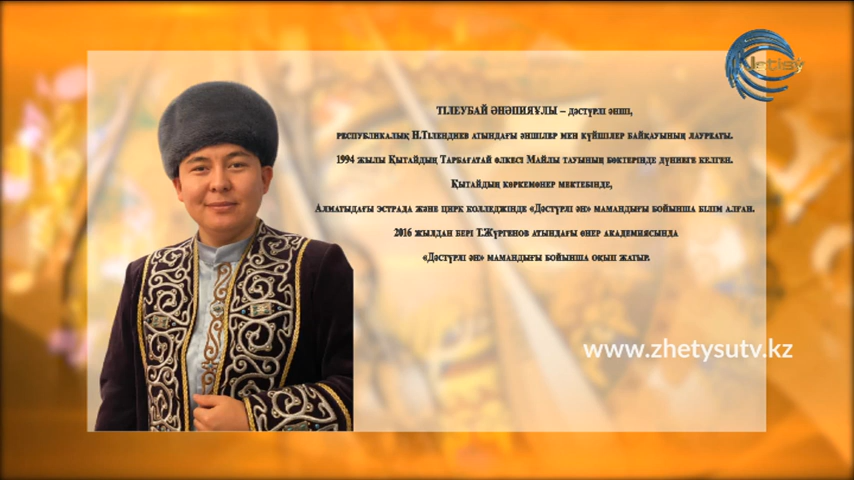 Jetisý
ТІЛЕУБАЙ ӘНӘПИЯҰЛЫ – ДӘСТҮРЛІ ӘНШІ,
РЕСПУБЛИКАЛЫҚ Н.ТІЛЕНДИЕВ АТЫНДАҒЫ ӘНШІЛЕР МЕН КҮЙШІЛЕР БАЙҚАУЫНЫҢ ЛАУРЕАТЫ.
1994 ЖЫЛЫ ҚЫТАЙДЫҢ ТАРБАҒАТАЙ ӨЛКЕСІ МАЙЛЫ ТАУЫНЫҢ БӨКТЕРІНДЕ ДҮНИЕГЕ КЕЛГЕН.
ҚЫТАЙДЫҢ КӨРКЕМӨНЕР МЕКТЕБІНДЕ,
АЛМАТЫДАҒЫ ЭСТРАДА ЖӘНЕ ЦИРК КОЛЛЕДЖІНДЕ «ДӘСТҮРЛІ ӘН» МАМАНДЫҒЫ БОЙЫНША БІЛІМ АЛҒАН.
2016 ЖЫЛДАН БЕРІ Т.ЖҮРГЕНОВ АТЫНДАҒЫ ӨНЕР АКАДЕМИЯСЫНДА
«ДӘСТҮРЛІ ӘН» МАМАНДЫҒЫ БОЙЫНША ОҚЫП ЖАТЫР.
www.zhetysutv.kz